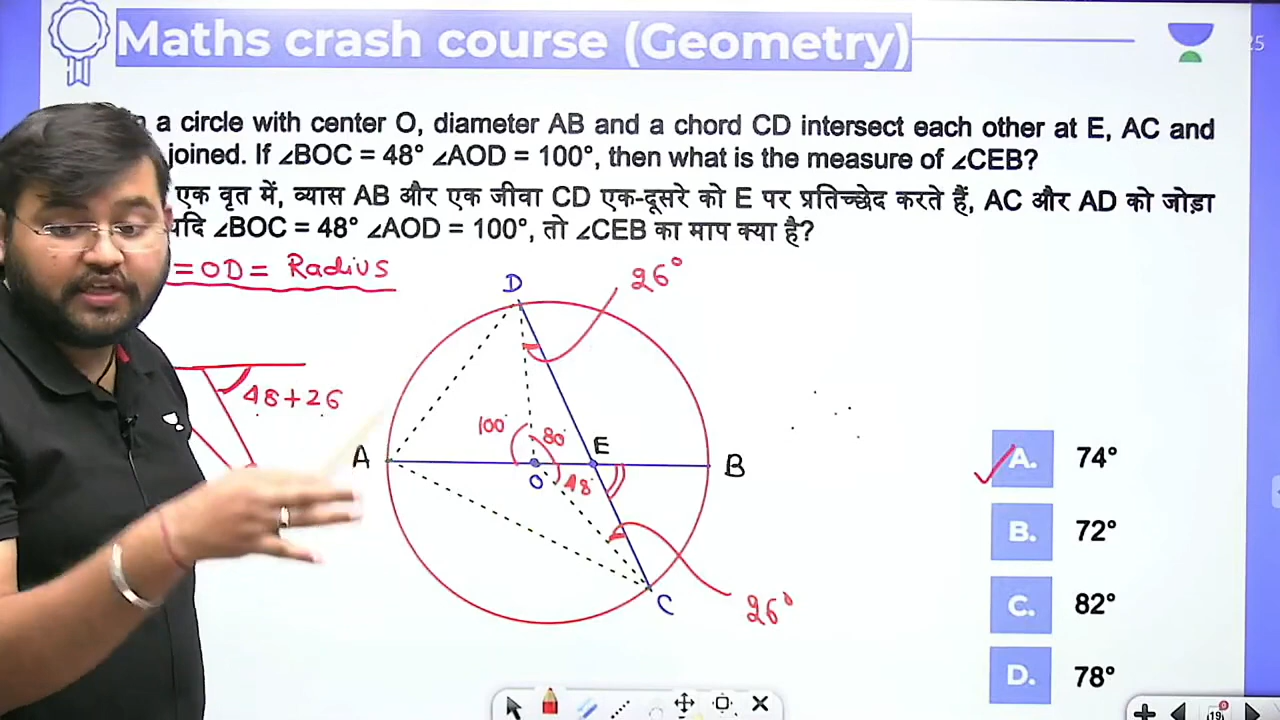 Maths crash course (Geometry)
25
a circle with center O, diameter AB and a chord CD intersect each other at E, AC and
joined. If ∠BOC = 48° ∠AOD = 100°, then what is the measure of ∠CEB?
एक वृत में, व्यास AB और एक जीवा CD एक-दूसरे को E पर प्रतिच्छेद करते हैं, AC और AD को जोड़ा
यदि ∠BOC = 48° ∠AOD = 100°, तो ∠CEB का माप क्या है?
= OD = Radius
D
26°
48+26
100°
80°
A
E
B
O
48
C
26°
A. 74°
B. 72°
C. 82°
D. 78°
19